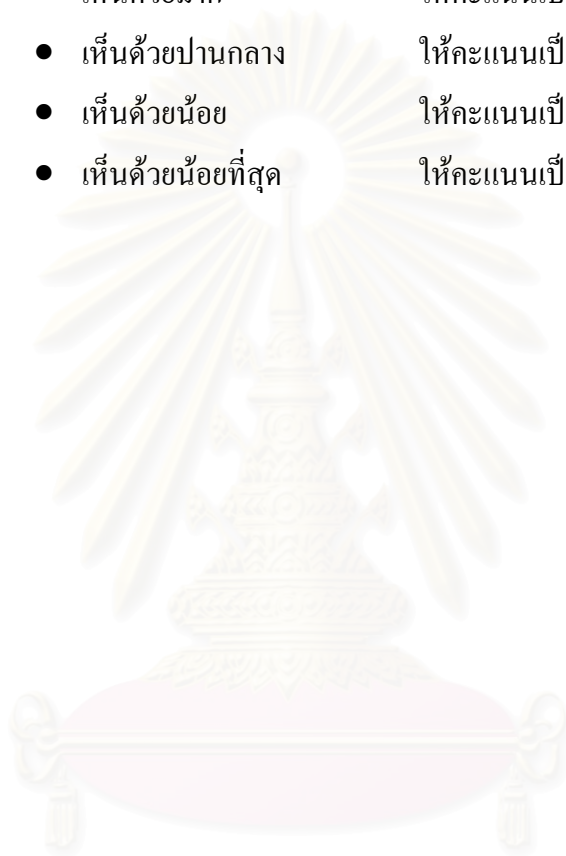 ● เห็นด้วยปานกลาง ให้คะแนนเป็
● เห็นด้วยน้อย ให้คะแนนเป็
● เห็นด้วยน้อยที่สุด ให้คะแนนเป็